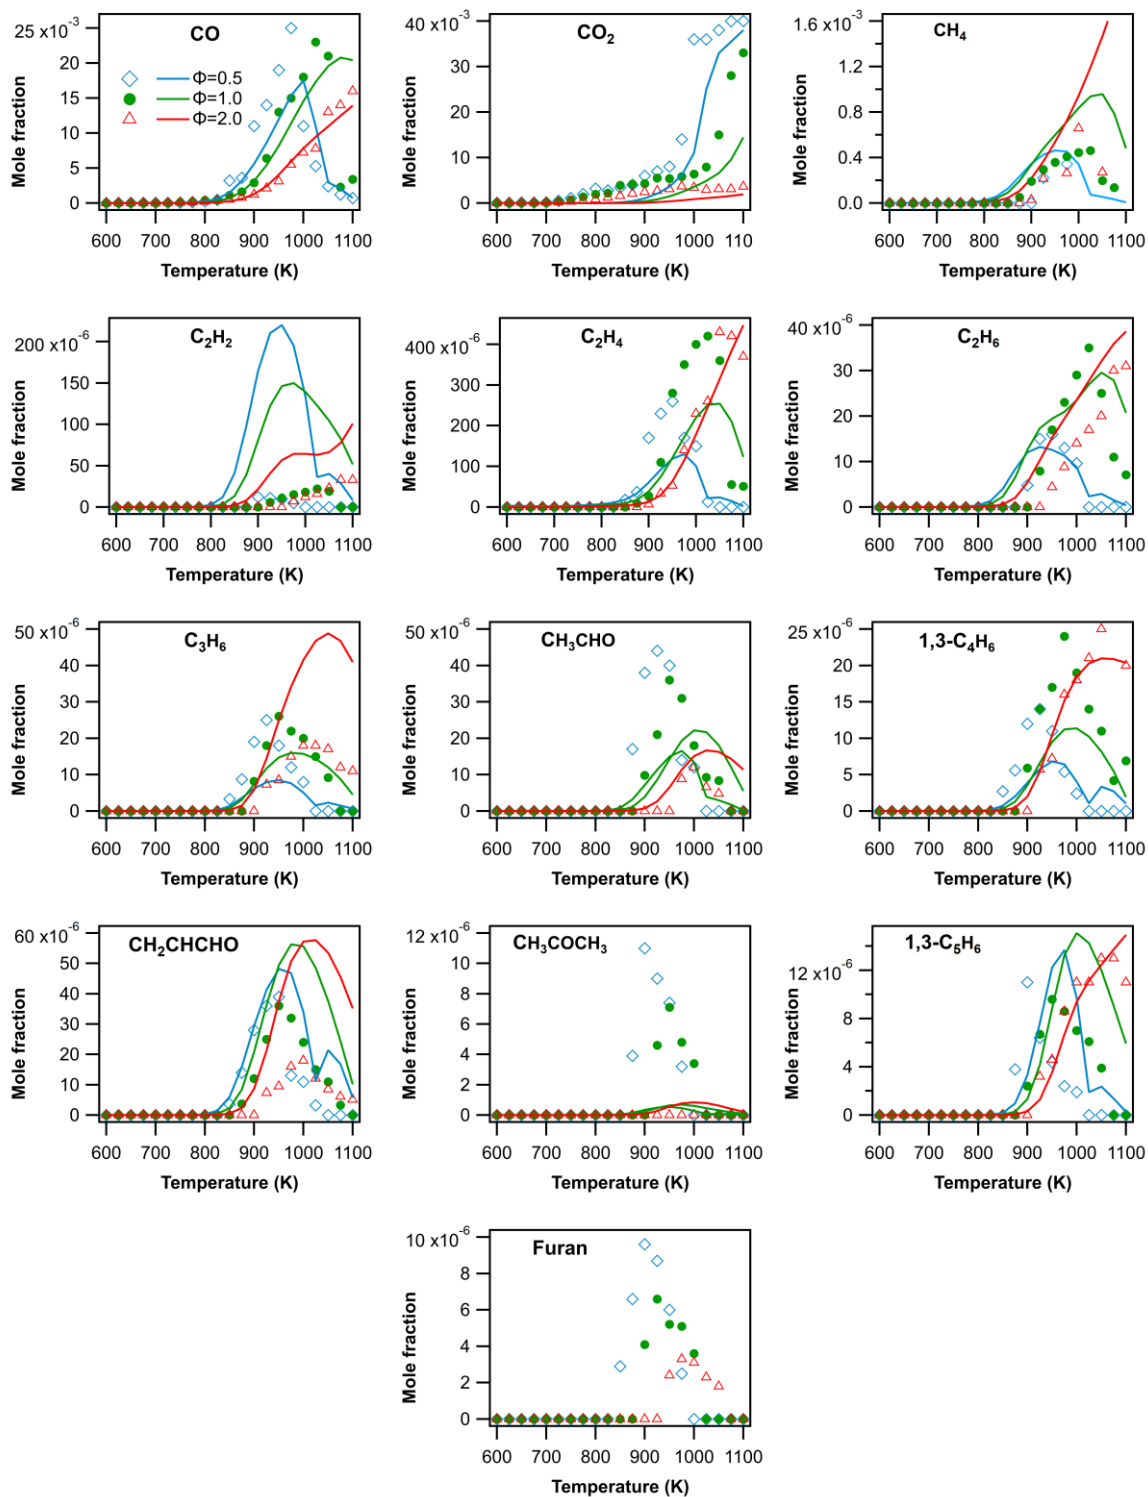 25 x10⁻³
20
15
10
5
0
Mole fraction
CO
Φ=0.5
Φ=1.0
Φ=2.0
600 700 800 900 1000 1100
Temperature (K)
40 x10⁻³
30
20
10
0
Mole fraction
CO₂
600 700 800 900 1000 1100
Temperature (K)
1.6 x10⁻³
1.2
0.8
0.4
0.0
Mole fraction
CH₄
600 700 800 900 1000 1100
Temperature (K)
200 x10⁻⁶
150
100
50
0
Mole fraction
C₂H₂
600 700 800 900 1000 1100
Temperature (K)
400 x10⁻⁶
300
200
100
0
Mole fraction
C₂H₄
600 700 800 900 1000 1100
Temperature (K)
40 x10⁻⁶
30
20
10
0
Mole fraction
C₂H₆
600 700 800 900 1000 1100
Temperature (K)
50 x10⁻⁶
40
30
20
10
0
Mole fraction
C₃H₆
600 700 800 900 1000 1100
Temperature (K)
50 x10⁻⁶
40
30
20
10
0
Mole fraction
CH₃CHO
600 700 800 900 1000 1100
Temperature (K)
25 x10⁻⁶
20
15
10
5
0
Mole fraction
1,3-C₄H₆
600 700 800 900 1000 1100
Temperature (K)
60 x10⁻⁶
50
40
30
20
10
0
Mole fraction
CH₂CHCHO
600 700 800 900 1000 1100
Temperature (K)
12 x10⁻⁶
10
8
6
4
2
0
Mole fraction
CH₃COCH₃
600 700 800 900 1000 1100
Temperature (K)
12 x10⁻⁶
8
4
0
Mole fraction
1,3-C₅H₆
600 700 800 900 1000 1100
Temperature (K)
10 x10⁻⁶
8
6
4
2
0
Mole fraction
Furan
600 700 800 900 1000 1100
Temperature (K)